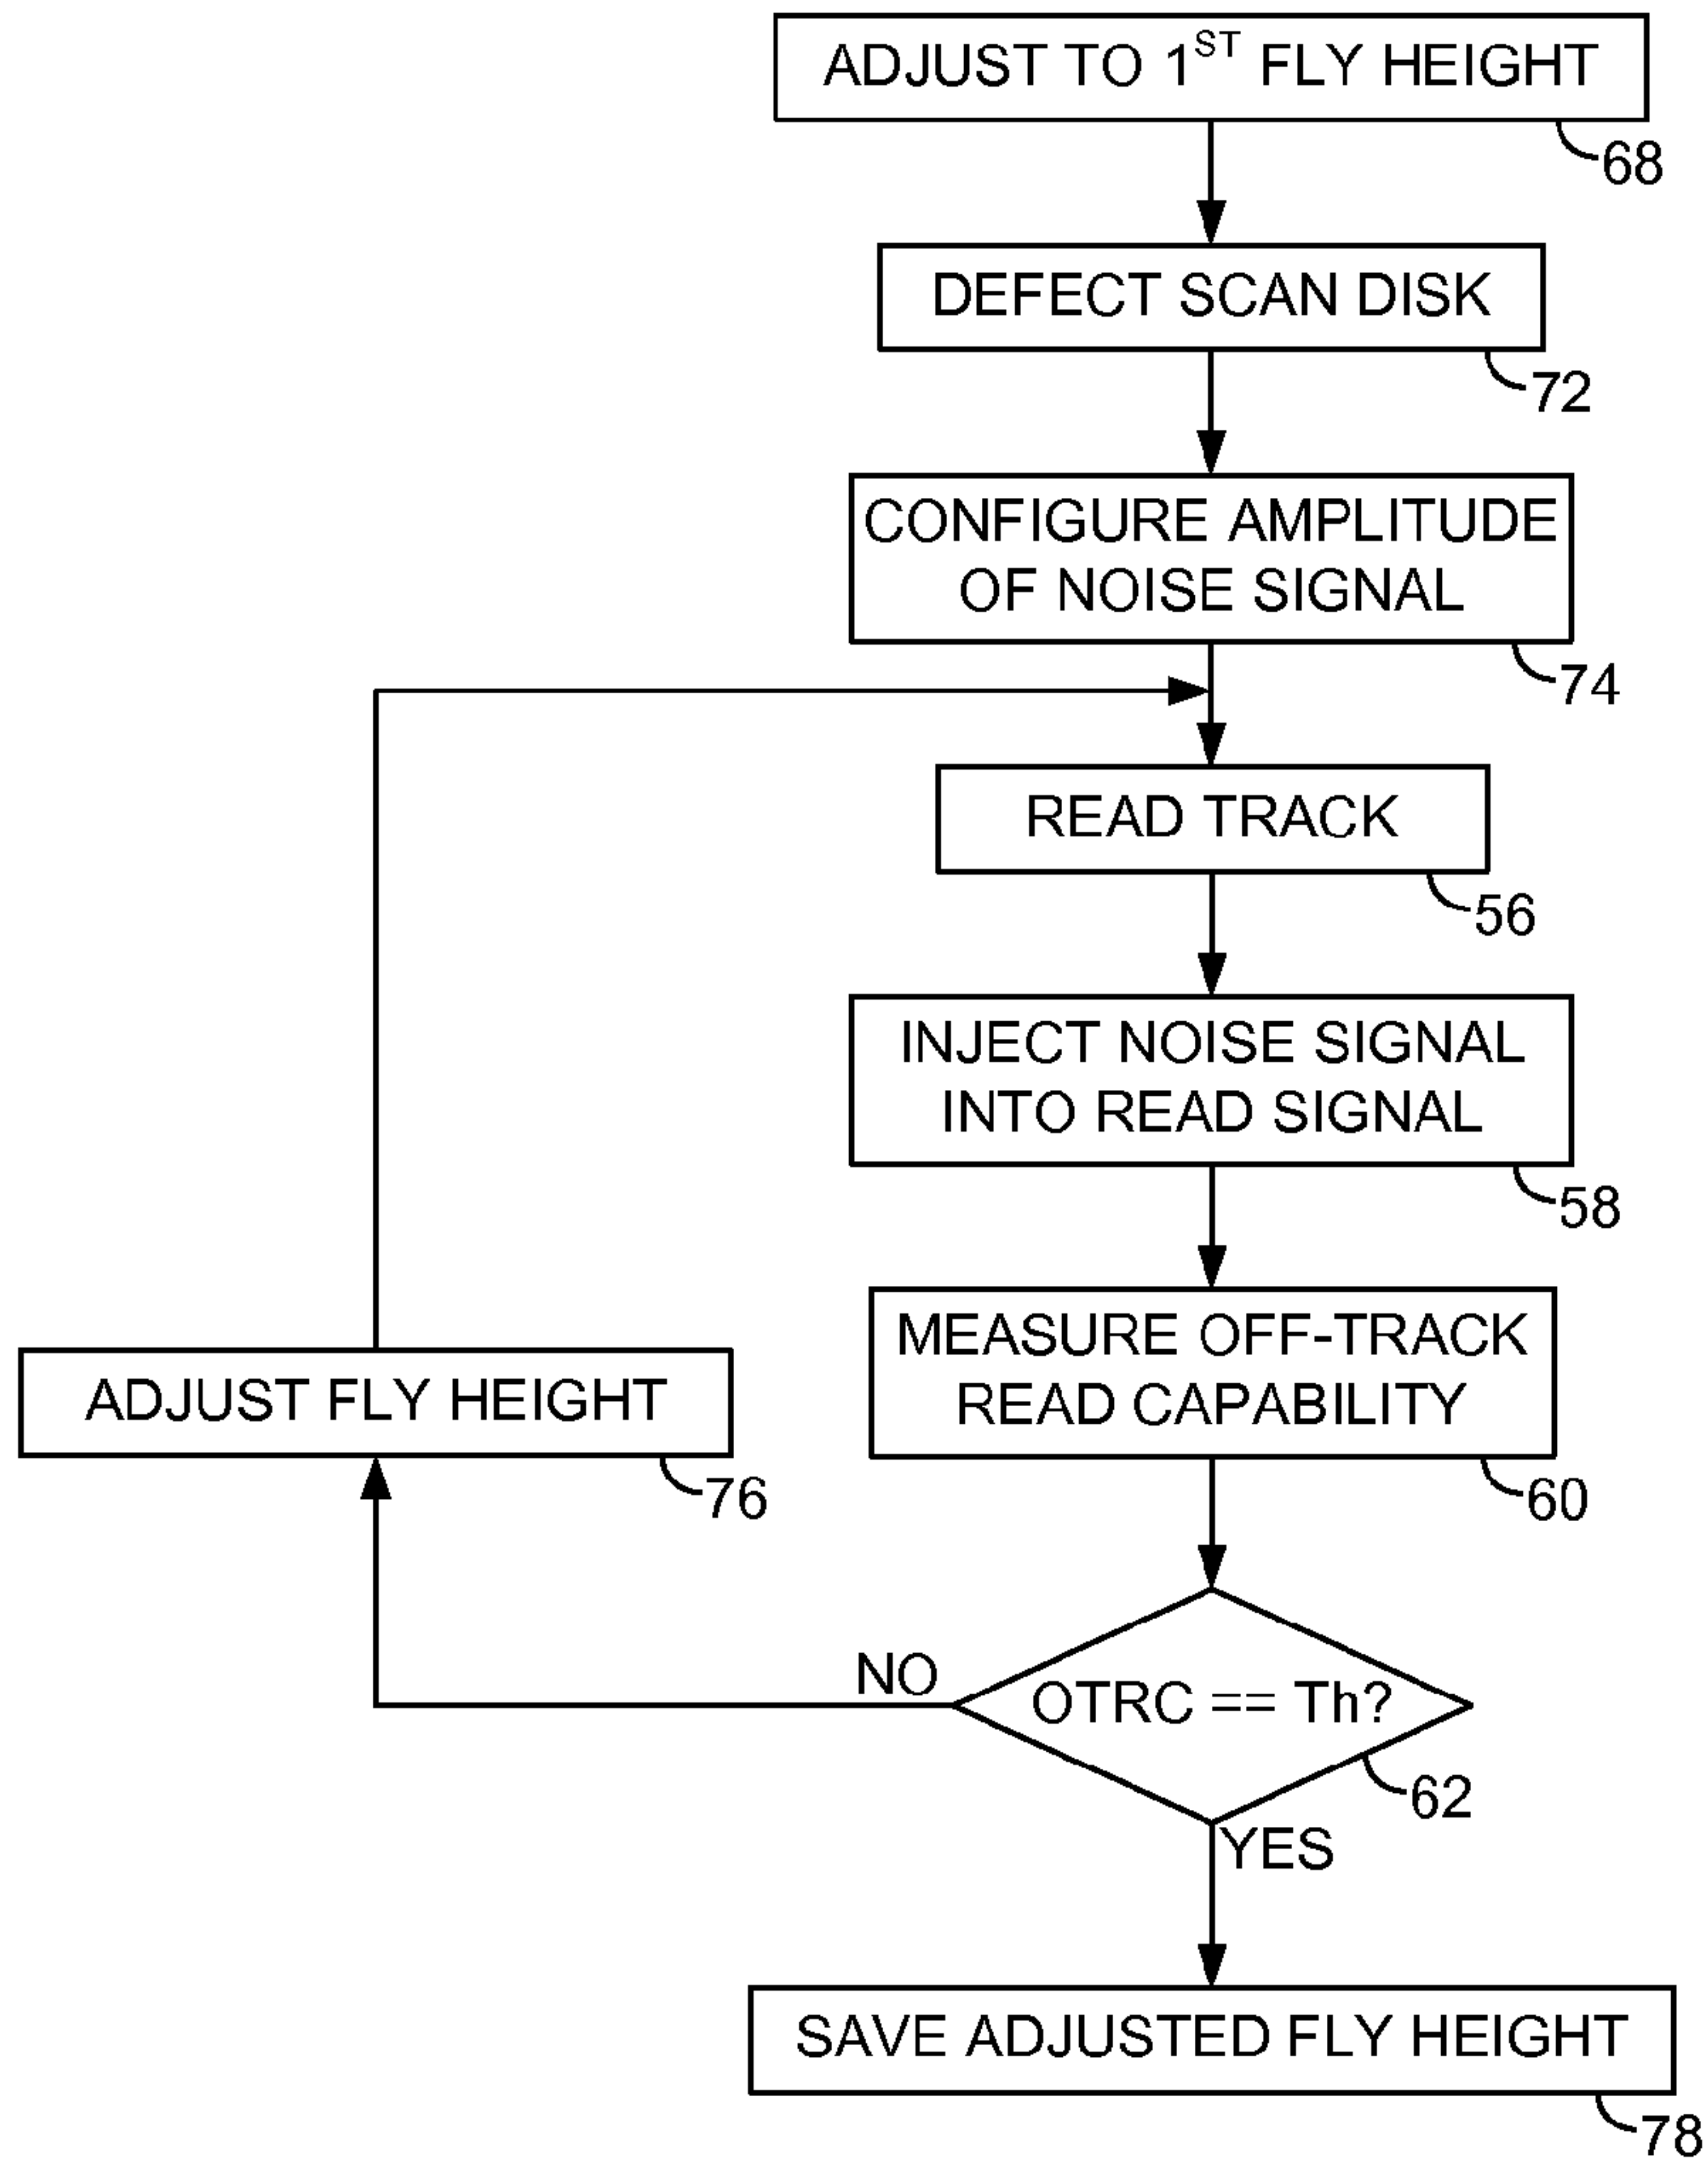 ADJUST TO 1ST FLY HEIGHT
68
DEFECT SCAN DISK
72
CONFIGURE AMPLITUDE
OF NOISE SIGNAL
74
READ TRACK
56
INJECT NOISE SIGNAL
INTO READ SIGNAL
58
MEASURE OFF-TRACK
READ CAPABILITY
60
ADJUST FLY HEIGHT
76
NO
OTRC == Th?
62
YES
SAVE ADJUSTED FLY HEIGHT
78